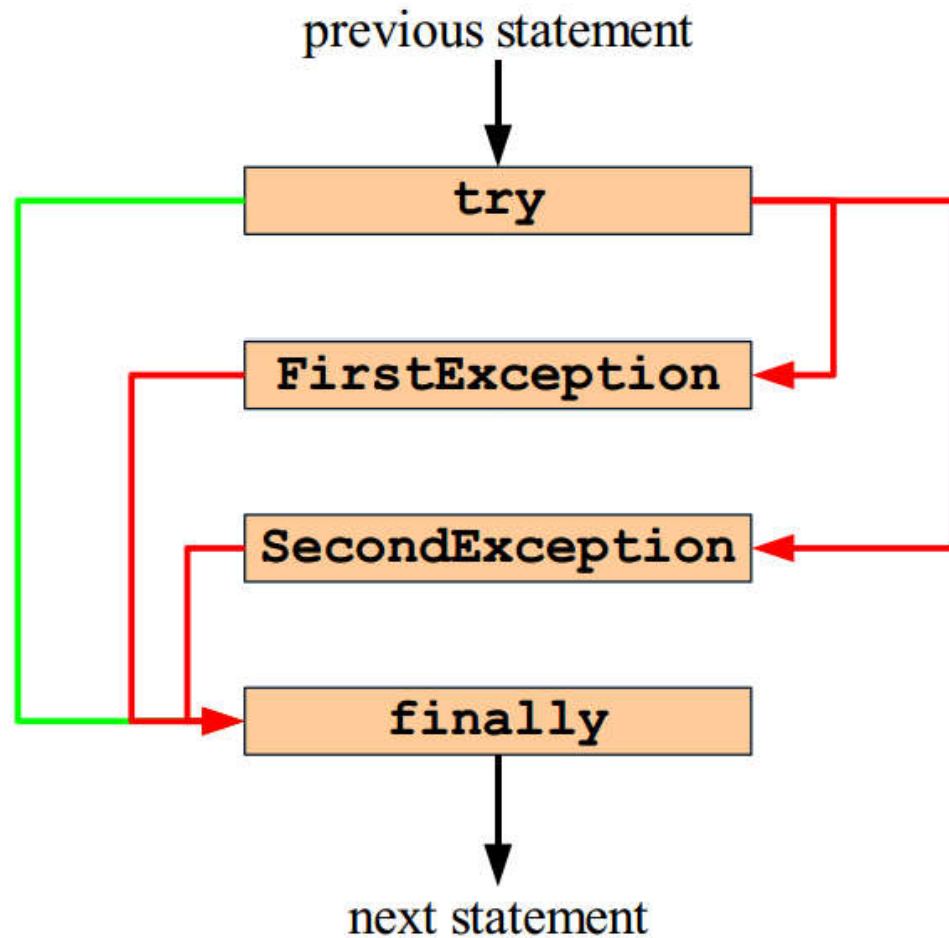 previous statement
try
FirstException
SecondException
finally
next statement